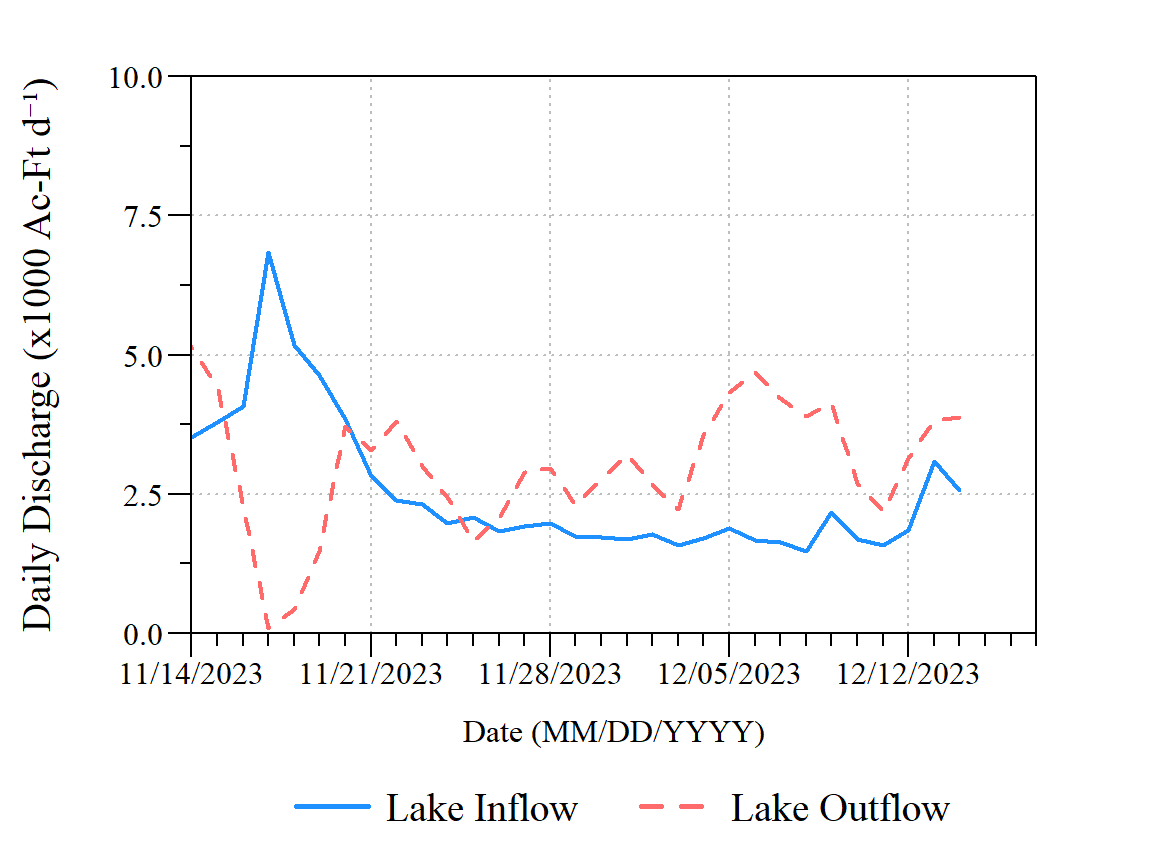 Daily Discharge (x1000 Ac-Ft d⁻¹)
10.0
7.5
5.0
2.5
0.0
11/14/2023 11/21/2023 11/28/2023 12/05/2023 12/12/2023
Date (MM/DD/YYYY)
Lake Inflow Lake Outflow